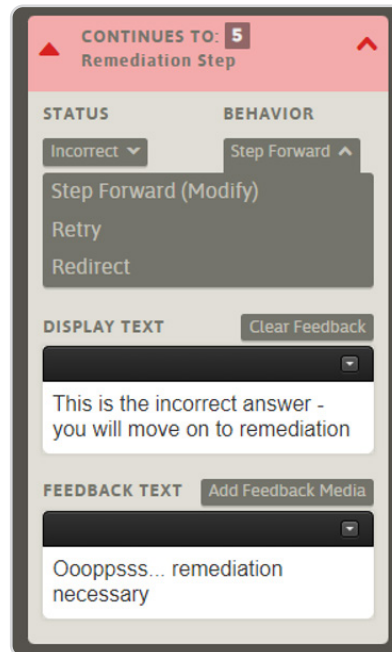 CONTINUES TO: 5
Remediation Step
STATUS BEHAVIOR
Incorrect Step Forward
Step Forward (Modify)
Retry
Redirect
DISPLAY TEXT Clear Feedback
This is the incorrect answer -
you will move on to remediation
FEEDBACK TEXT Add Feedback Media
Oooppsss... remediation
necessary